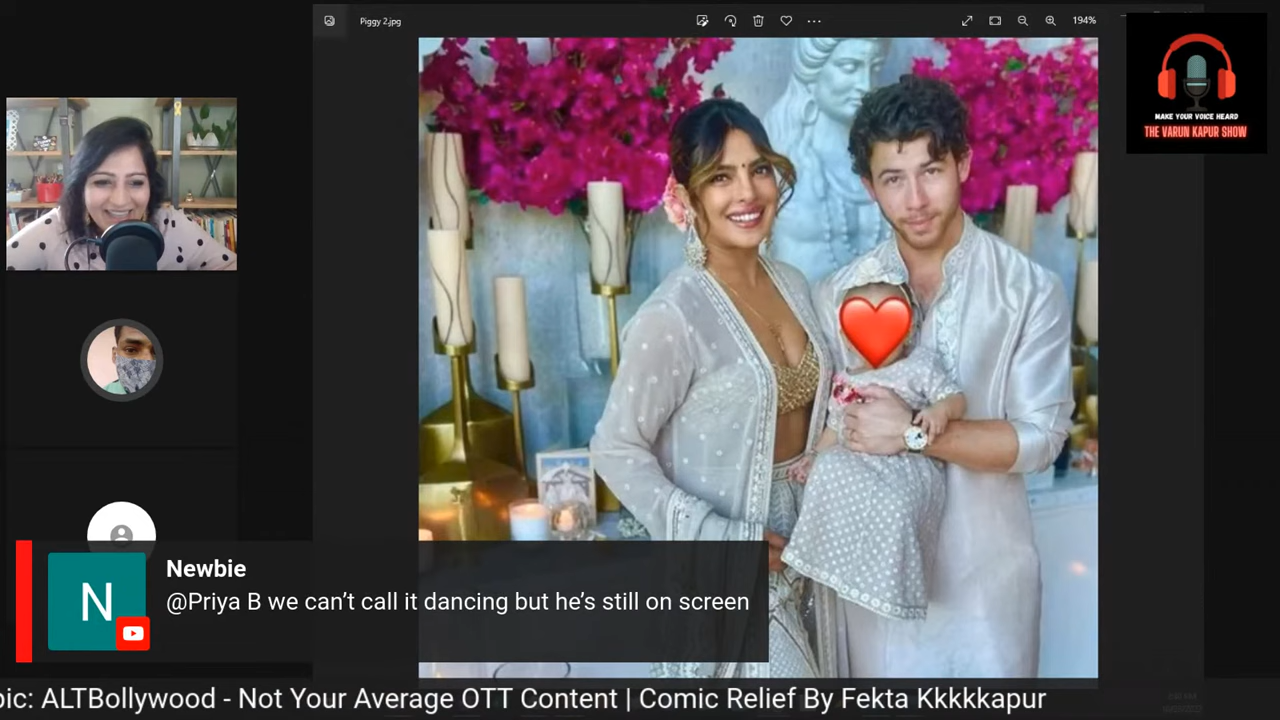 Piggy 2.jpg
194%
MAKE YOUR VOICE HEARD
THE VARUN KAPUR SHOW
N
Newbie
@Priya B we can’t call it dancing but he’s still on screen
pic: ALTBollywood - Not Your Average OTT Content | Comic Relief By Fekta Kkkkkapur